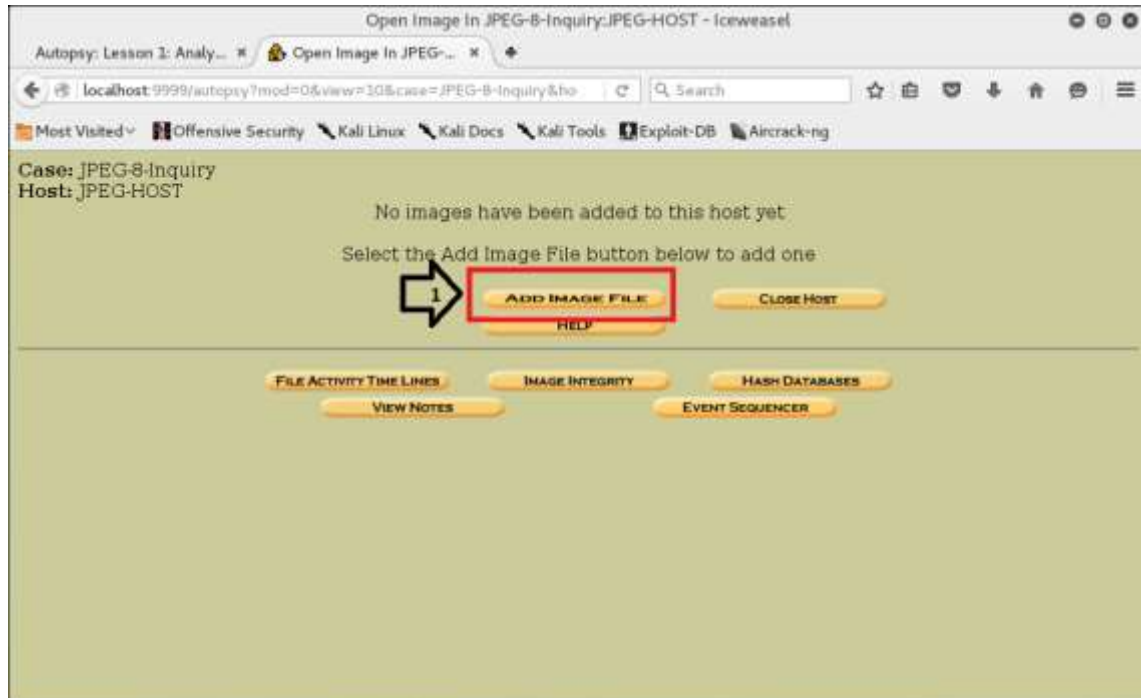 Open Image In JPEG-8-Inquiry:JPEG-HOST - Iceweasel
Autopsy: Lesson 1: Analy... Open Image In JPEG-...
localhost:9999/autopsy?mod=0&view=10&case=JPEG-8-Inquiry&ho Search
Most Visited Offensive Security Kali Linux Kali Docs Kali Tools Exploit-DB Aircrack-ng
Case: JPEG-8-Inquiry
Host: JPEG-HOST
No images have been added to this host yet
Select the Add Image File button below to add one
1 ADD IMAGE FILE CLOSE HOST
HELP
FILE ACTIVITY TIME LINES IMAGE INTEGRITY HASH DATABASES
VIEW NOTES EVENT SEQUENCER